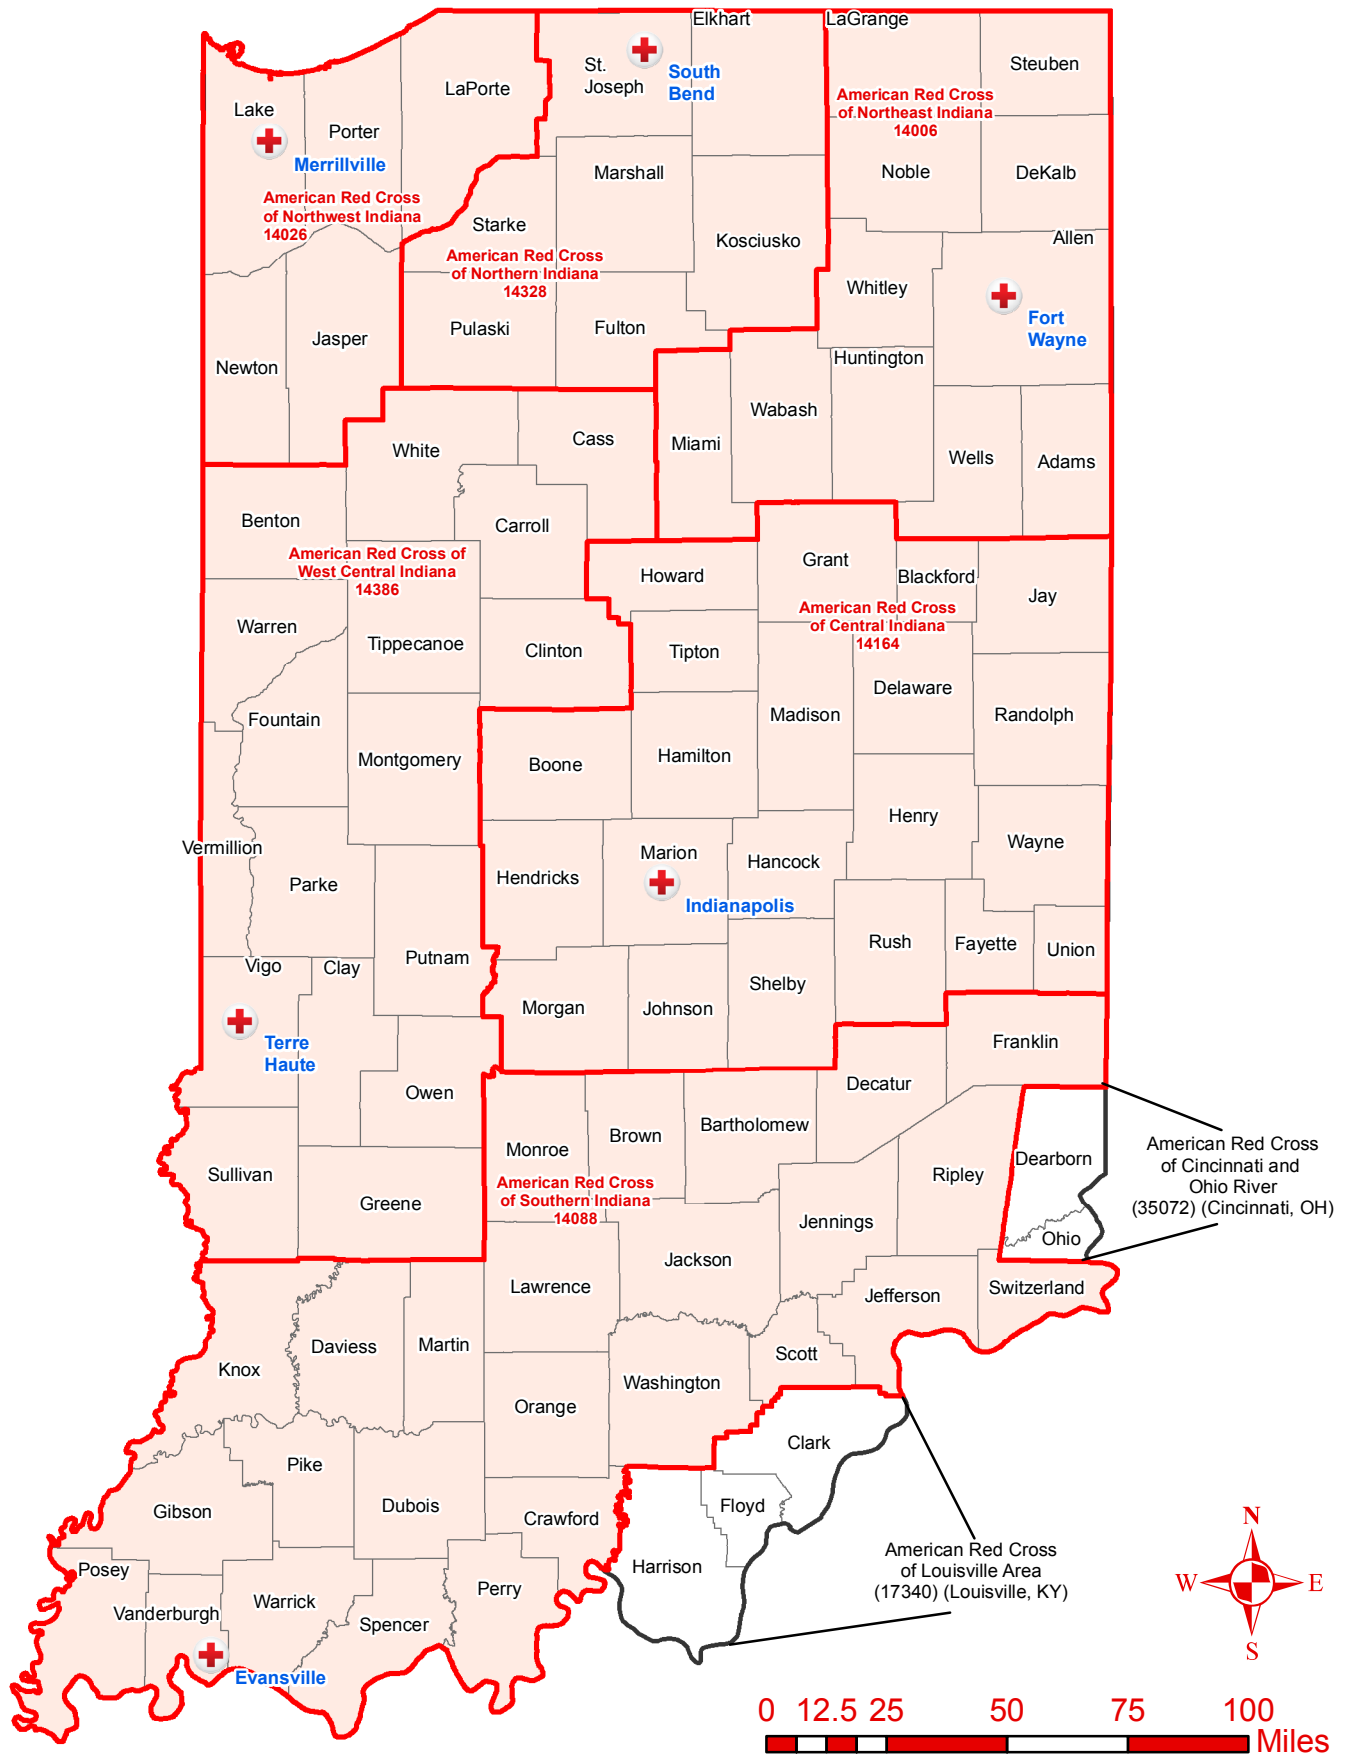 Elkhart
LaGrange
St.
Joseph
South
Bend
Steuben
LaPorte
Lake
Porter
Merrillville
American Red Cross
of Northeast Indiana
14006
Marshall
Noble
DeKalb
American Red Cross
of Northwest Indiana
14026
Starke
Kosciusko
Allen
American Red Cross
of Northern Indiana
14328
Whitley
Fort
Wayne
Pulaski
Fulton
Jasper
Newton
Huntington
Wabash
White
Cass
Miami
Wells
Adams
Benton
Carroll
American Red Cross of
West Central Indiana
14386
Howard
Grant
Blackford
Jay
American Red Cross
of Central Indiana
14164
Warren
Tippecanoe
Clinton
Tipton
Delaware
Fountain
Madison
Randolph
Montgomery
Boone
Hamilton
Henry
Wayne
Vermillion
Marion
Hancock
Parke
Hendricks
Indianapolis
Putnam
Rush
Fayette
Union
Vigo
Clay
Shelby
Morgan
Johnson
Terre
Haute
Franklin
Owen
Decatur
Monroe
Brown
Bartholomew
Dearborn
American Red Cross
of Cincinnati and
Ohio River
(35072) (Cincinnati, OH)
Sullivan
Greene
American Red Cross
of Southern Indiana
14088
Ripley
Jennings
Ohio
Jackson
Lawrence
Jefferson
Switzerland
Daviess
Martin
Knox
Scott
Washington
Orange
Clark
Pike
Gibson
Dubois
Crawford
Floyd
Harrison
American Red Cross
of Louisville Area
(17340) (Louisville, KY)
Posey
Vanderburgh
Warrick
Perry
Spencer
Evansville
N
W
E
S
0 12.5 25 50 75 100
Miles